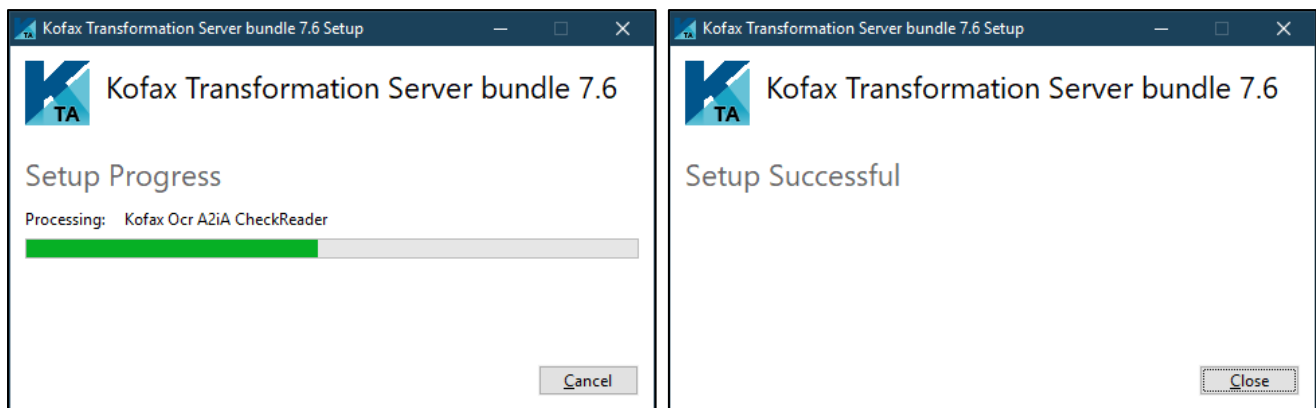 Kofax Transformation Server bundle 7.6 Setup
TA
Kofax Transformation Server bundle 7.6
Setup Progress
Processing: Kofax Ocr A2iA CheckReader
Cancel
Kofax Transformation Server bundle 7.6 Setup
TA
Kofax Transformation Server bundle 7.6
Setup Successful
Close